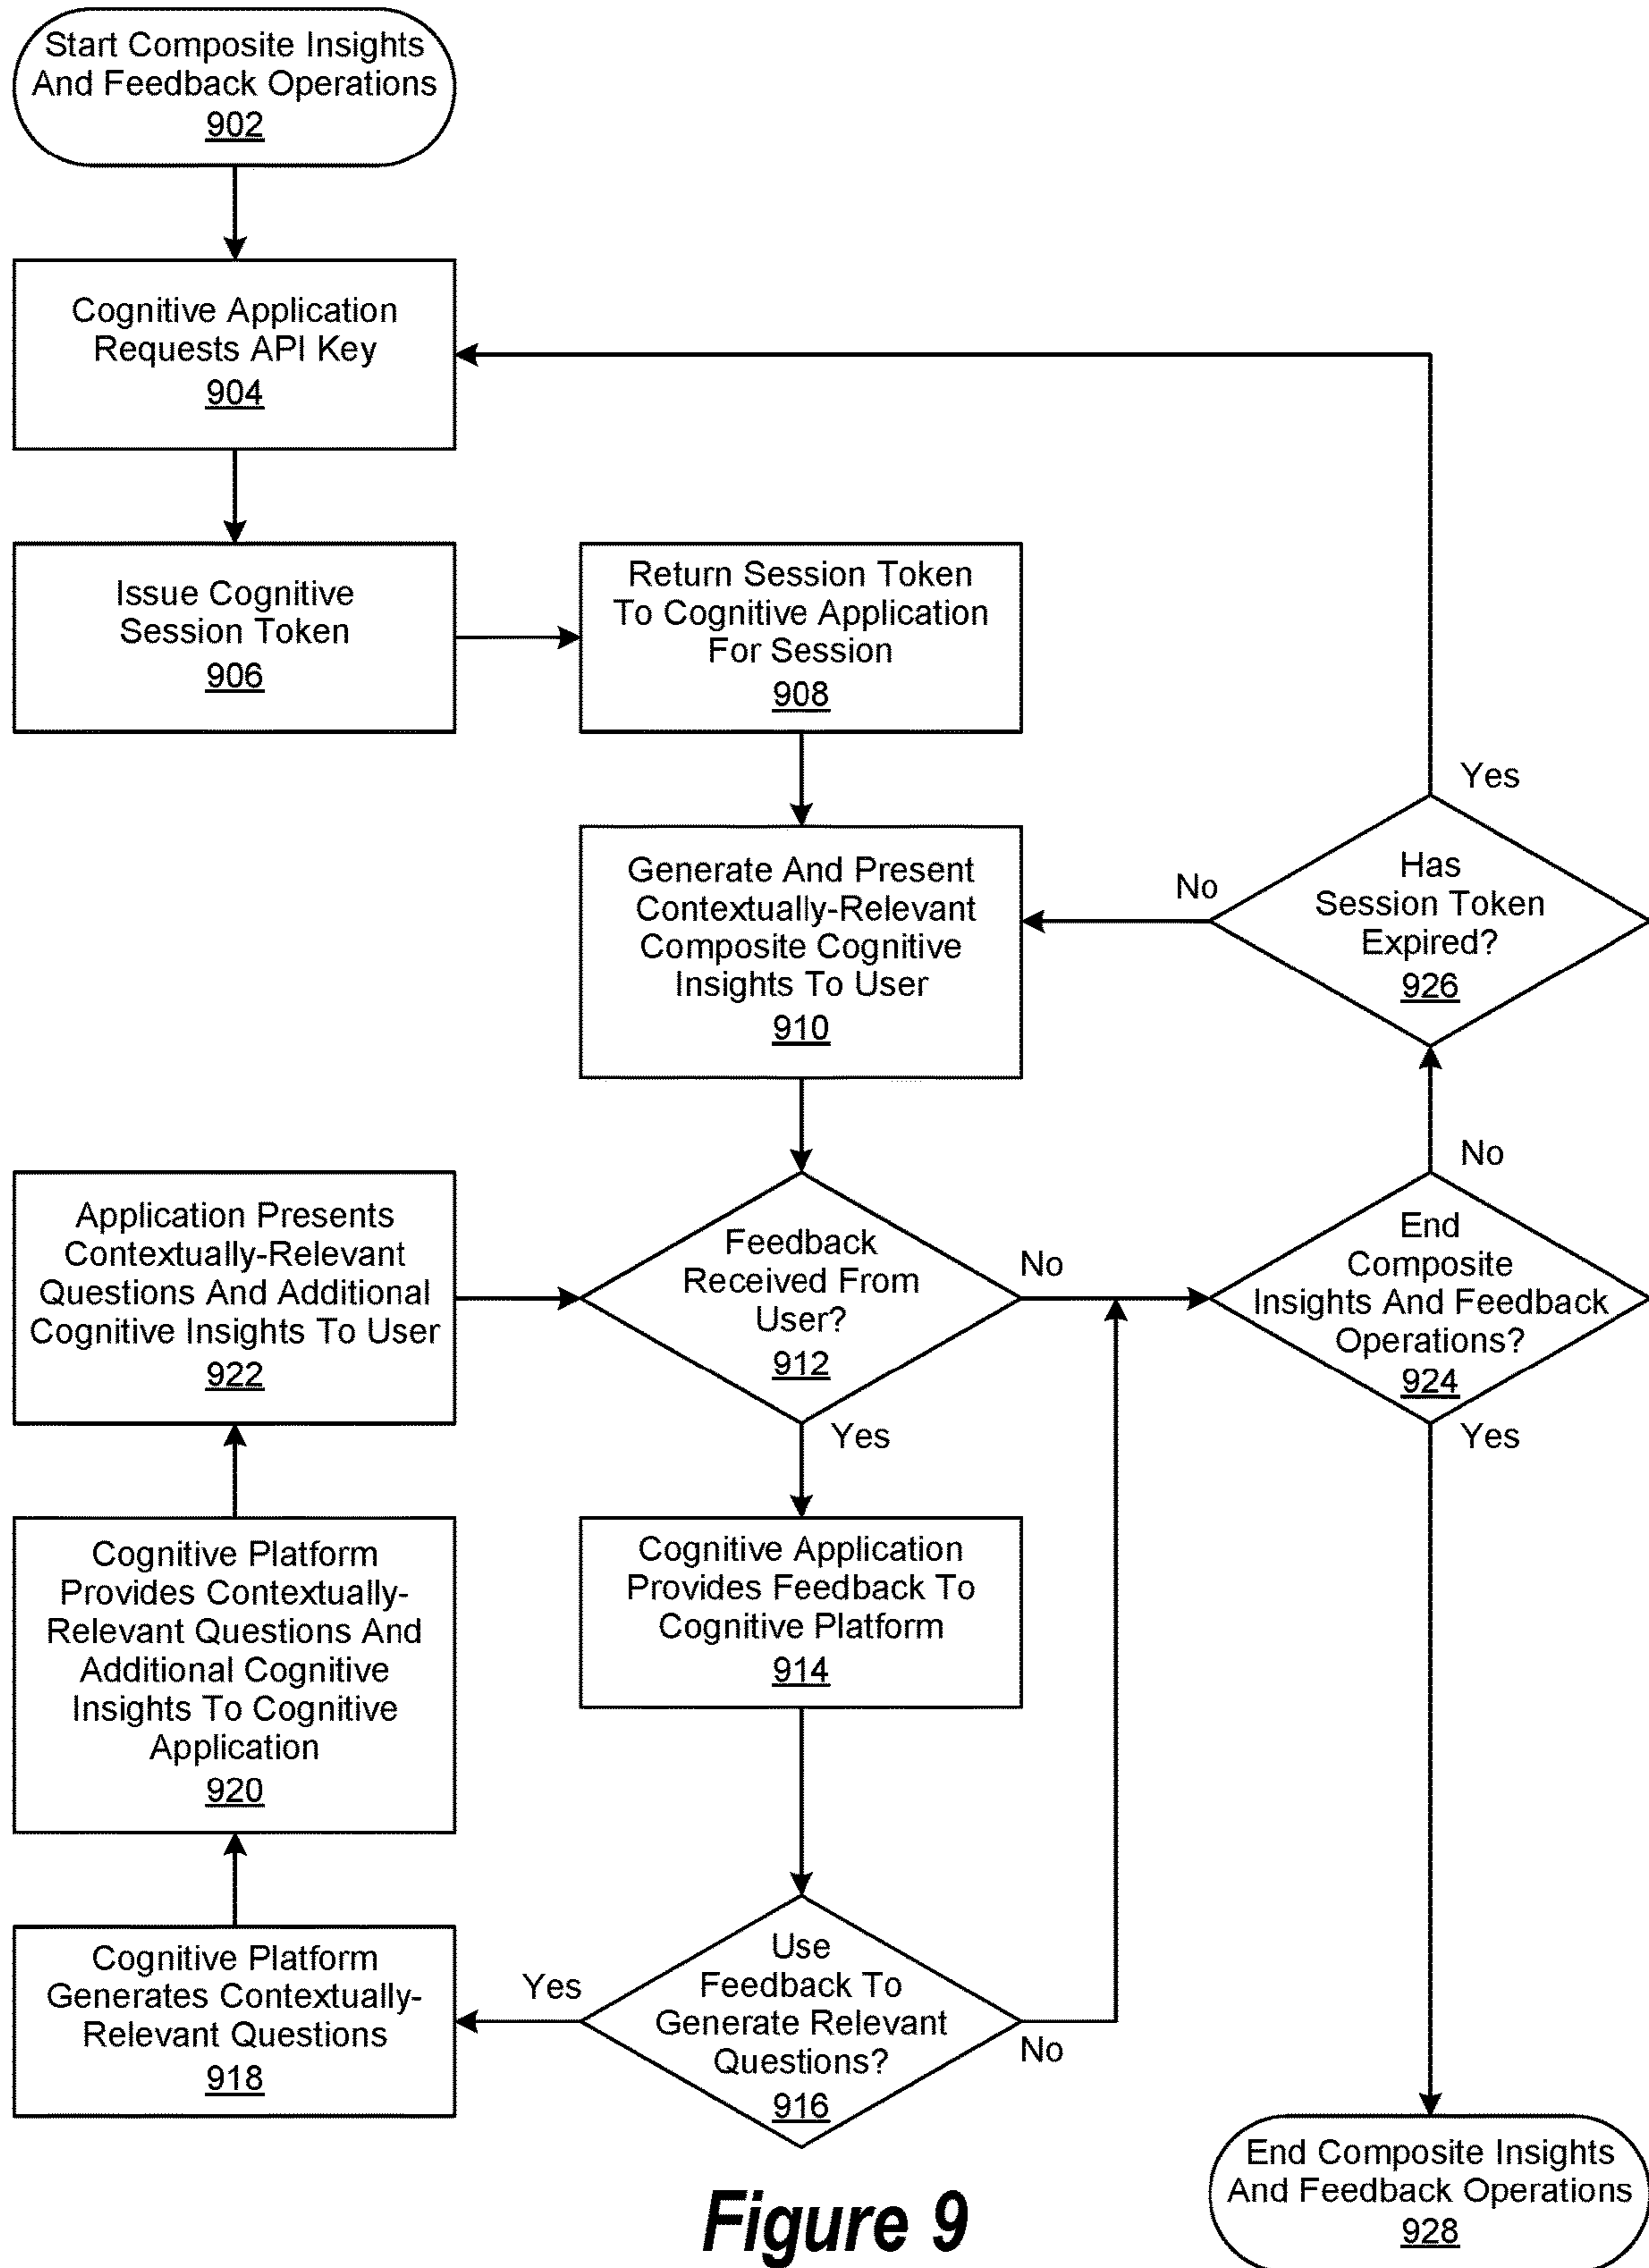 Start Composite Insights
And Feedback Operations
902
Cognitive Application
Requests API Key
904
Issue Cognitive
Session Token
906
Return Session Token
To Cognitive Application
For Session
908
Generate And Present
Contextually-Relevant
Composite Cognitive
Insights To User
910
Yes
Has
Session Token
Expired?
926
No
No
Application Presents
Contextually-Relevant
Questions And Additional
Cognitive Insights To User
922
Feedback
Received From
User?
912
No
End
Composite
Insights And Feedback
Operations?
924
Yes
Yes
Cognitive Platform
Provides Contextually-
Relevant Questions And
Additional Cognitive
Insights To Cognitive
Application
920
Cognitive Application
Provides Feedback To
Cognitive Platform
914
Cognitive Platform
Generates Contextually-
Relevant Questions
918
Yes
Use
Feedback To
Generate Relevant
Questions?
916
No
End Composite Insights
And Feedback Operations
928
Figure 9